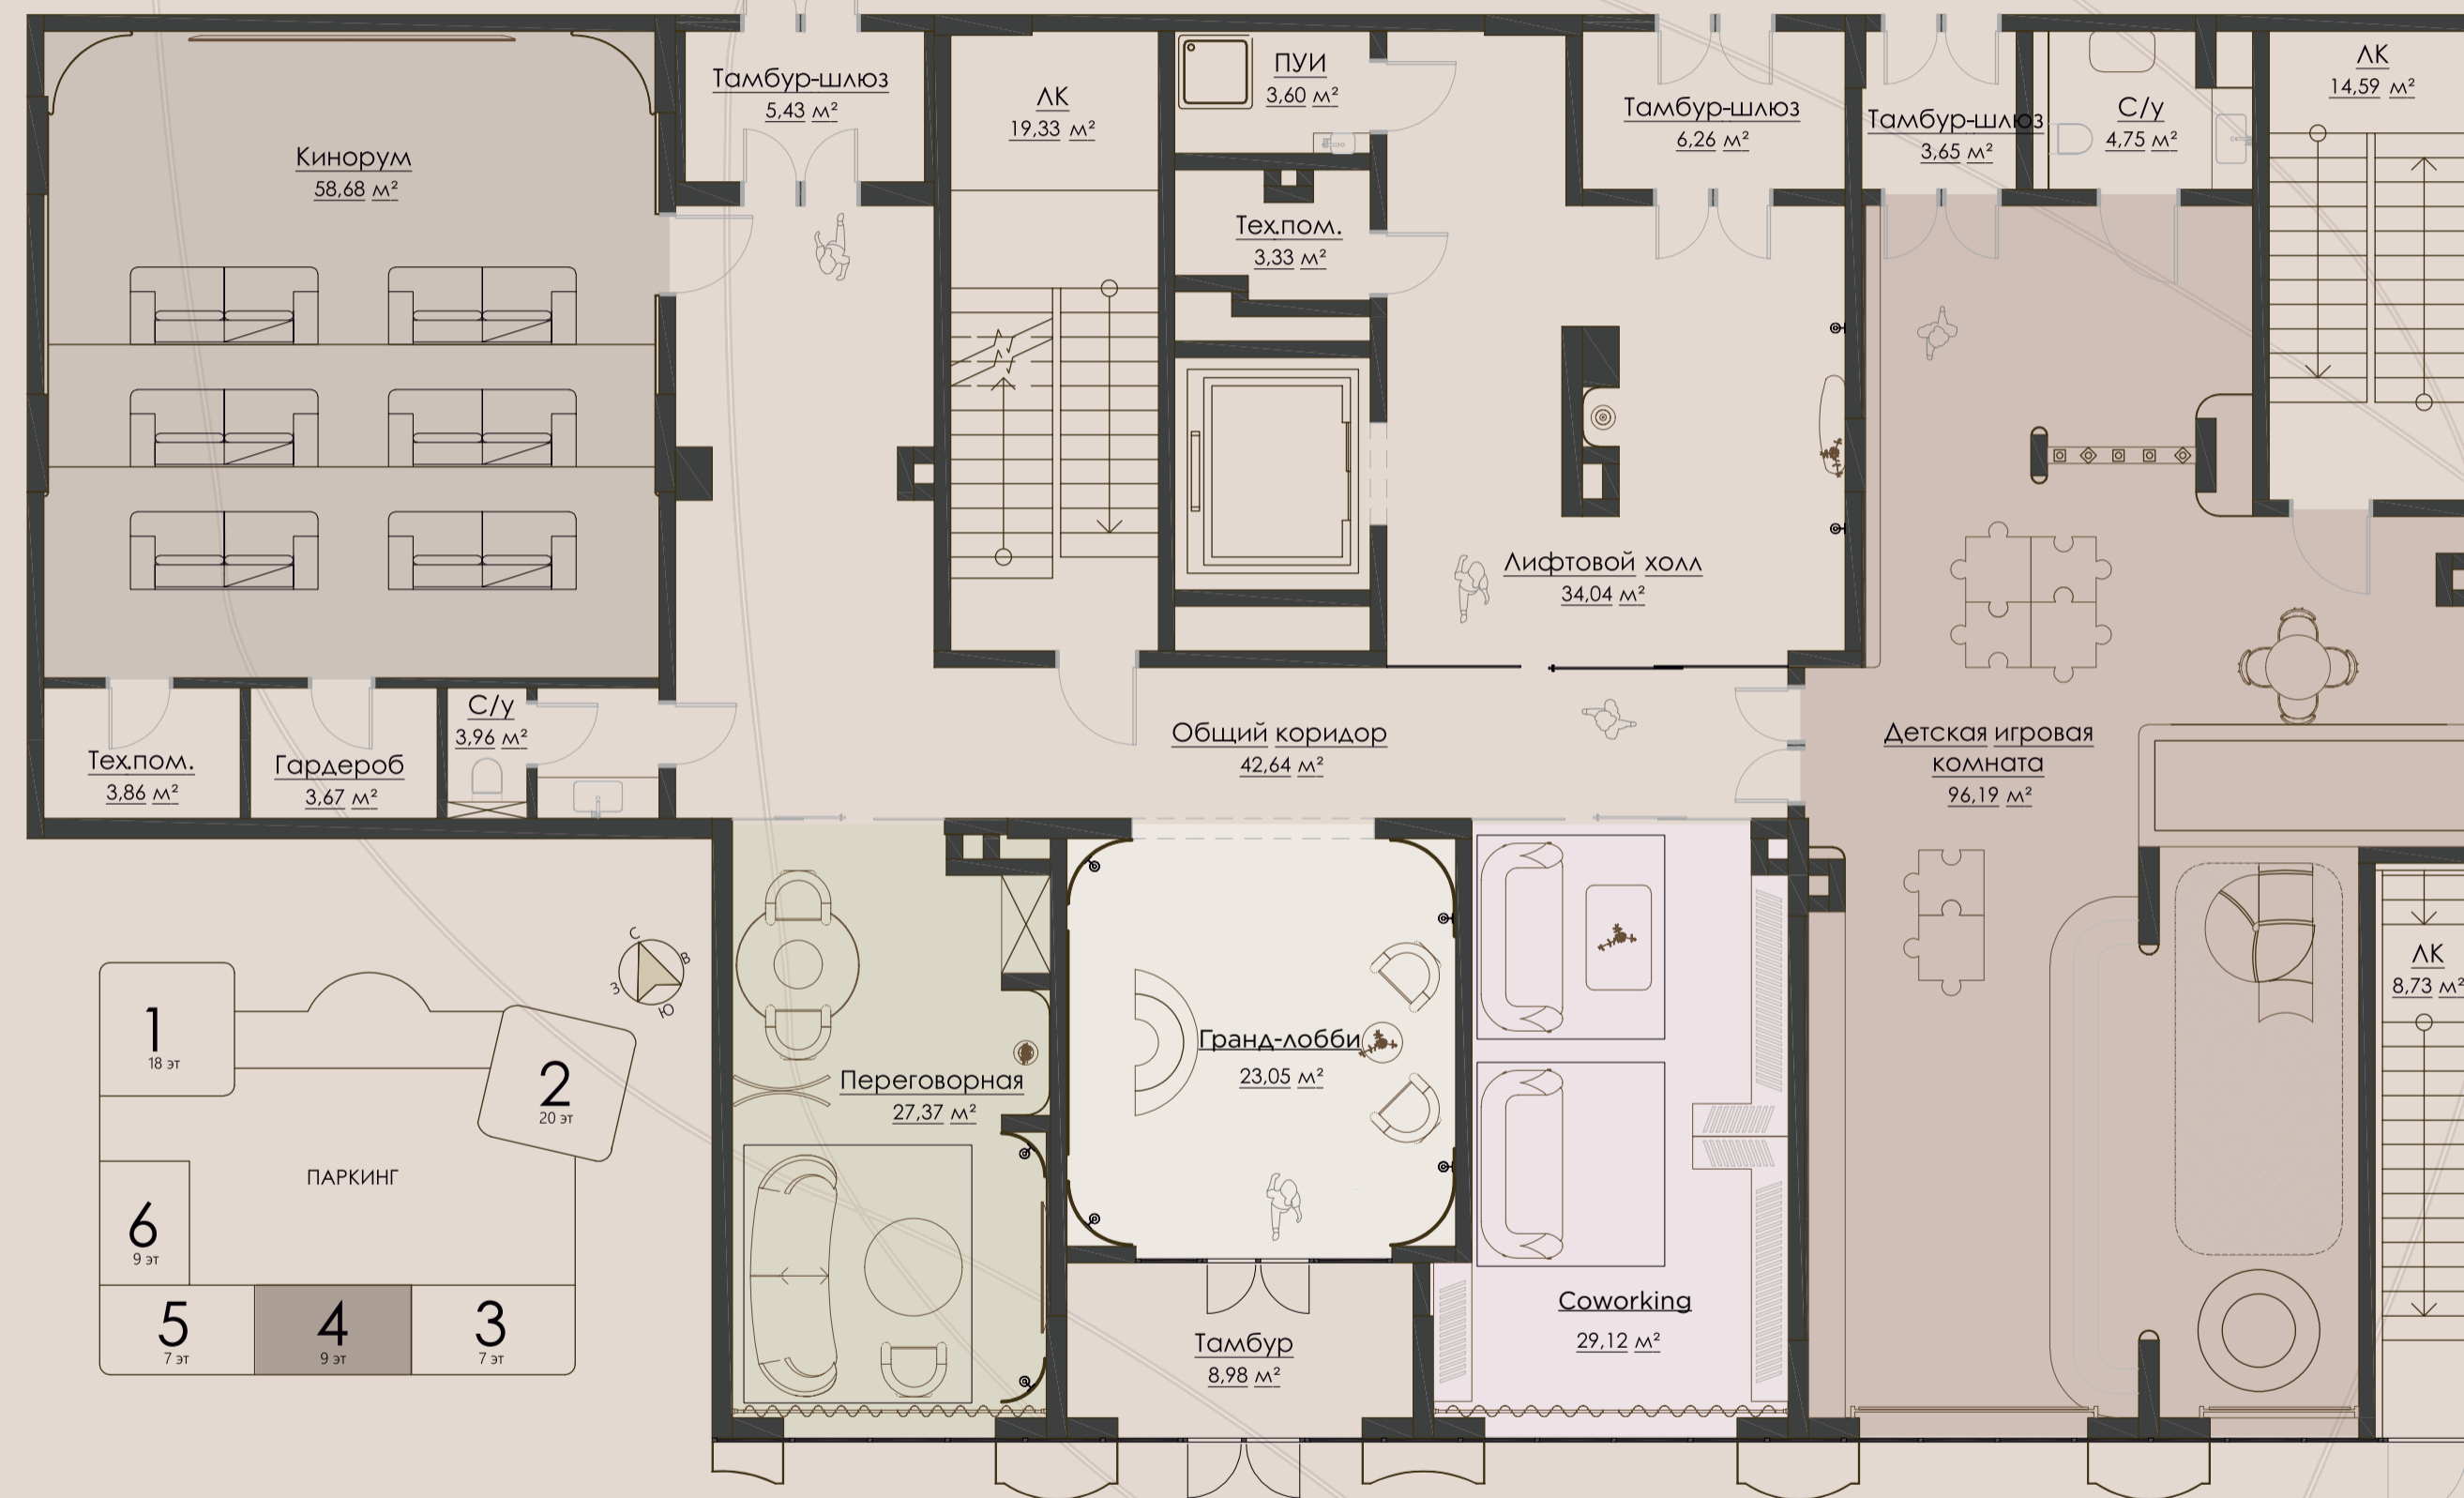 Кинорум
58,68 м²
Тамбур-шлюз
5,43 м²
ЛК
19,33 м²
ПУИ
3,60 м²
Тех.пом.
3,33 м²
Тамбур-шлюз
6,26 м²
Тамбур-шлюз
3,65 м²
С/у
4,75 м²
ЛК
14,59 м²
Лифтовой холл
34,04 м²
Тех.пом.
3,86 м²
Гардероб
3,67 м²
С/у
3,96 м²
Общий коридор
42,64 м²
Детская игровая
комната
96,19 м²
Переговорная
27,37 м²
Гранд-лобби
23,05 м²
Тамбур
8,98 м²
Coworking
29,12 м²
ЛК
8,73 м²
С
В
З
Ю
1
18 эт
2
20 эт
ПАРКИНГ
6
9 эт
5
7 эт
4
9 эт
3
7 эт